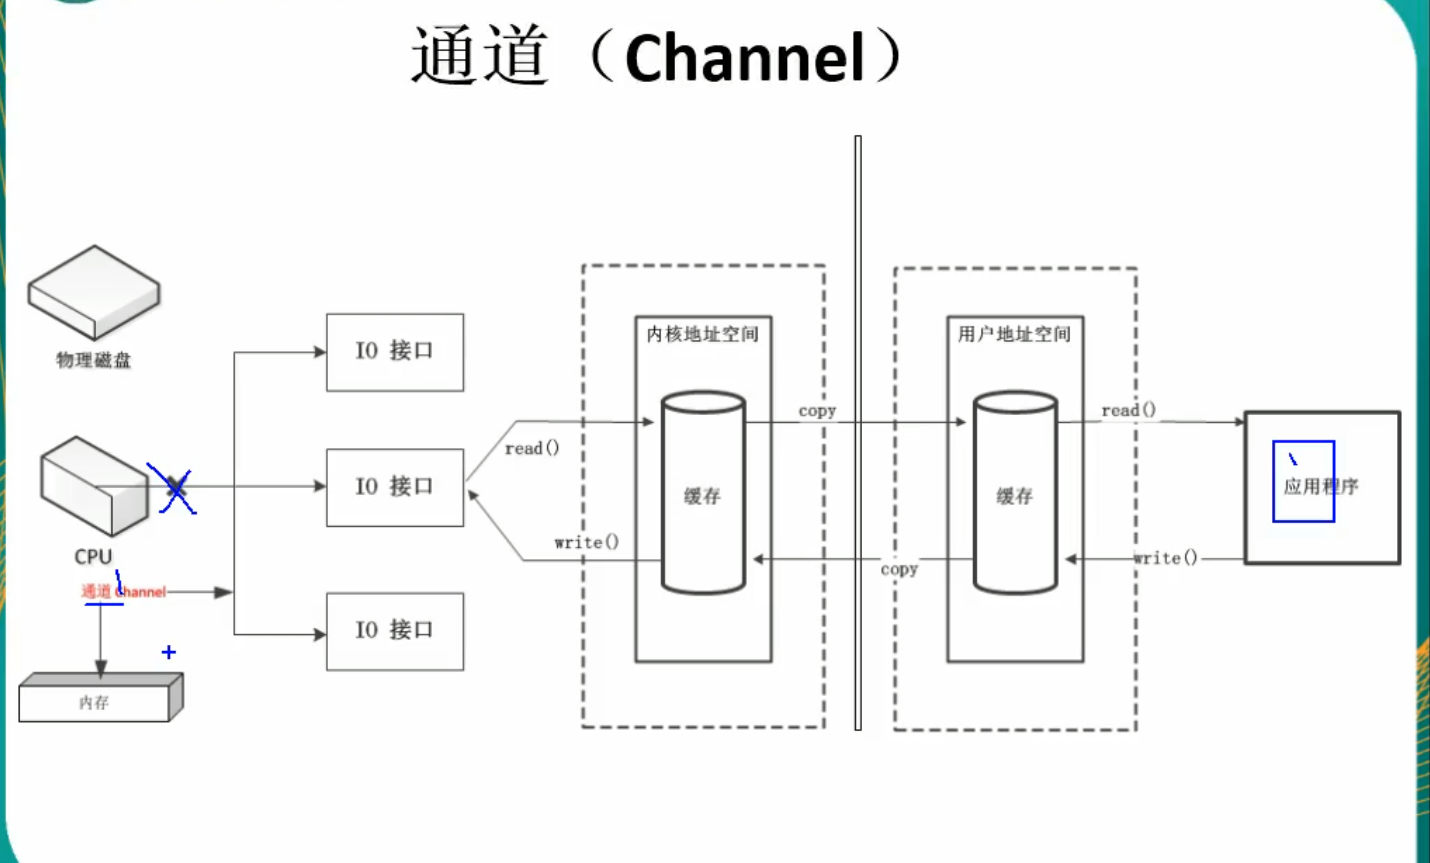 通道（Channel）
物理磁盘
CPU
通道 Channel
内存
IO 接口
IO 接口
IO 接口
read()
write()
内核地址空间
缓存
copy
copy
用户地址空间
缓存
read()
write()
应用程序